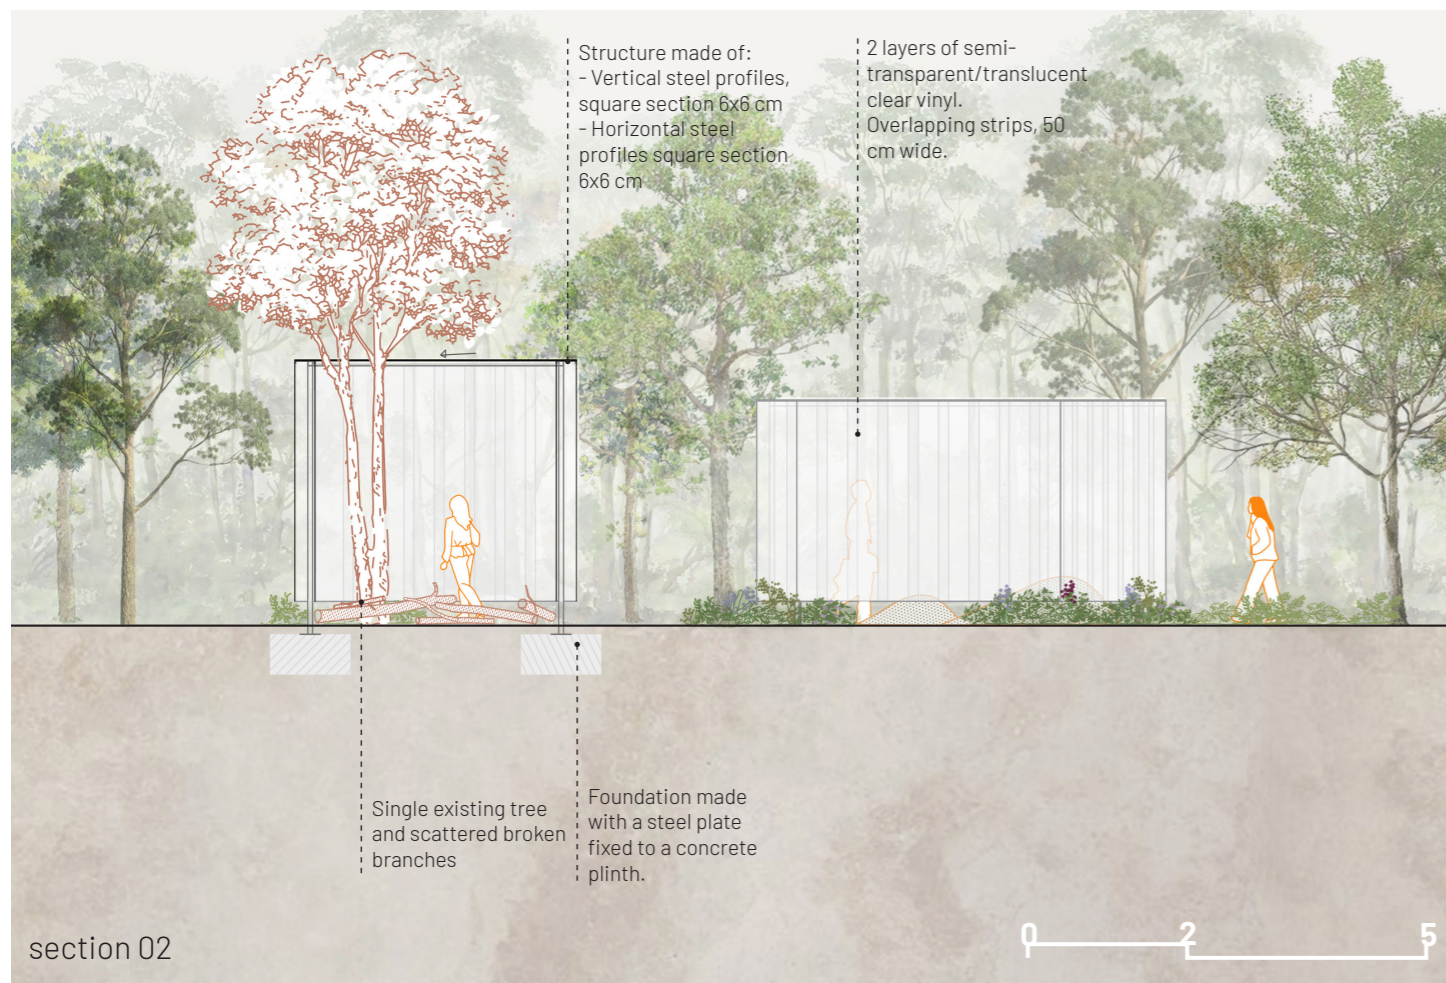 Structure made of:
- Vertical steel profiles,
square section 6x6 cm
- Horizontal steel
profiles square section
6x6 cm
2 layers of semi-
transparent/translucent
clear vinyl.
Overlapping strips, 50
cm wide.
Single existing tree
and scattered broken
branches
Foundation made
with a steel plate
fixed to a concrete
plinth.
section 02
0 2 5